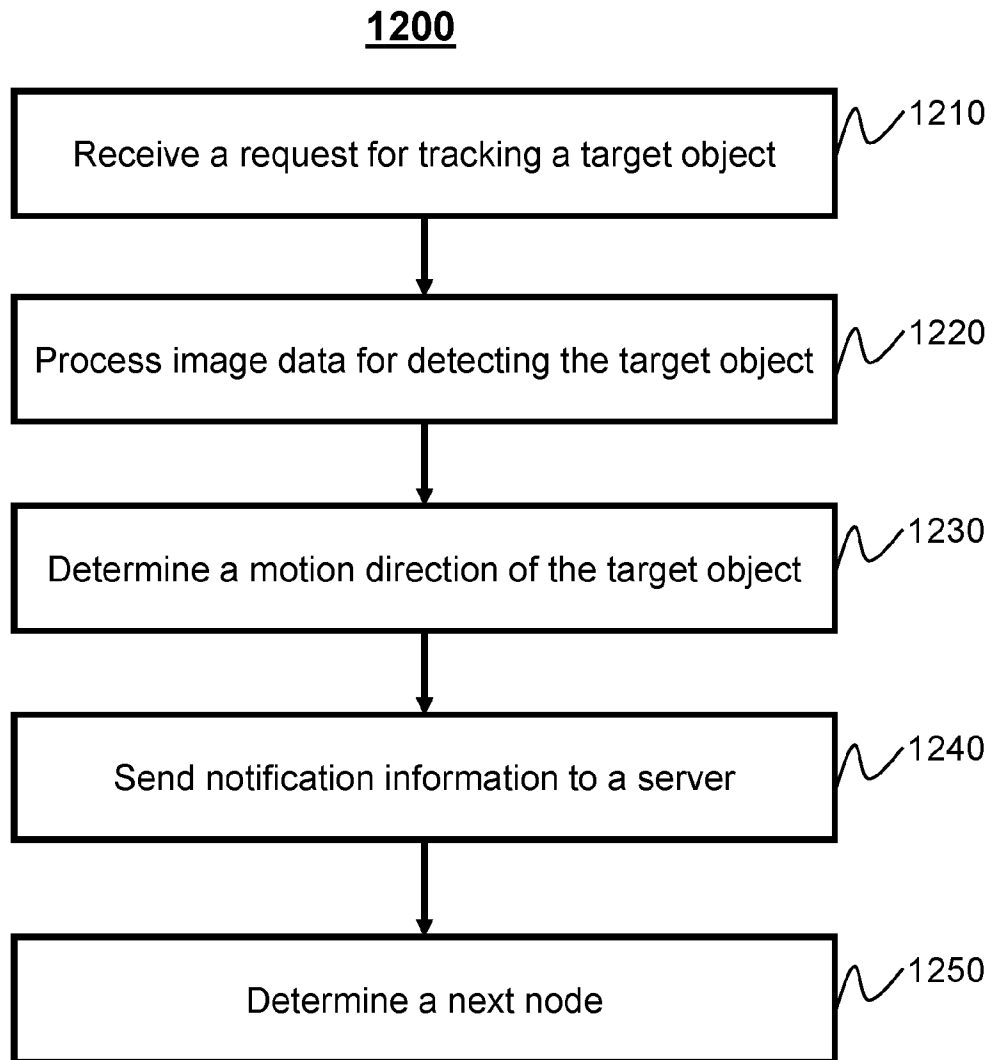 1200
Receive a request for tracking a target object
1210
Process image data for detecting the target object
1220
Determine a motion direction of the target object
1230
Send notification information to a server
1240
Determine a next node
1250